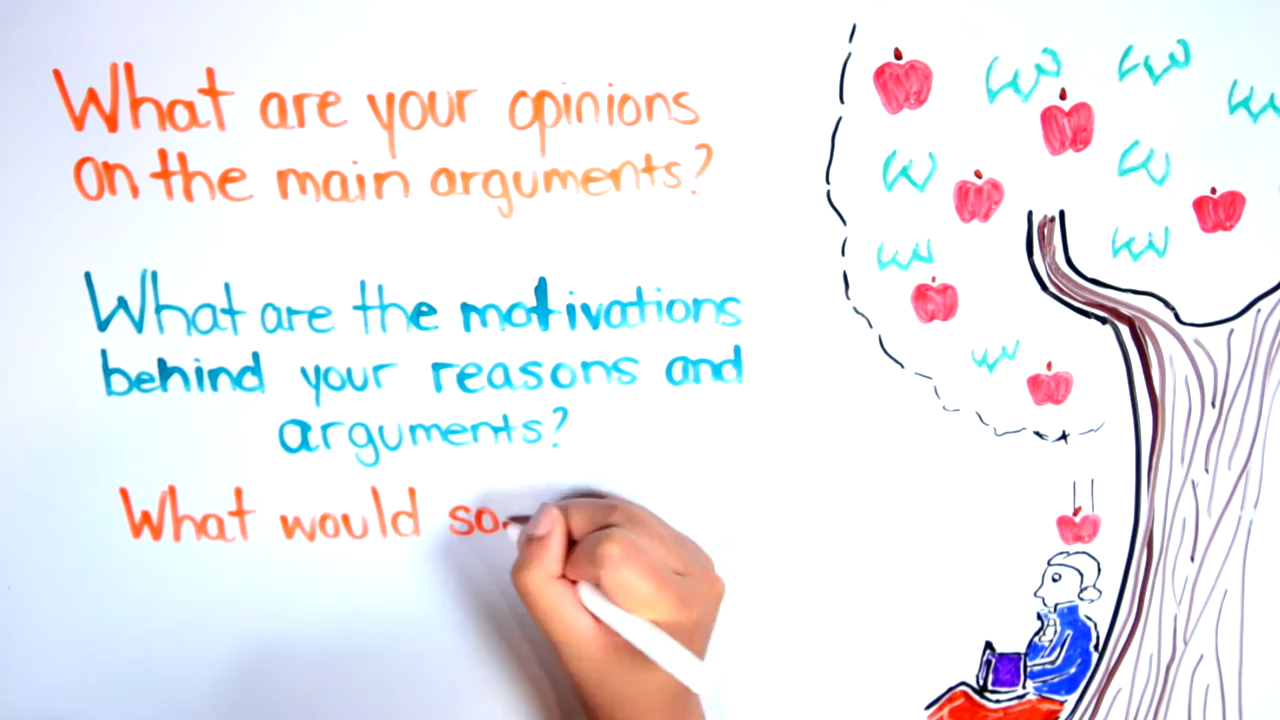 What are your opinions
on the main arguments?
What are the motivations
behind your reasons and
arguments?
What would so